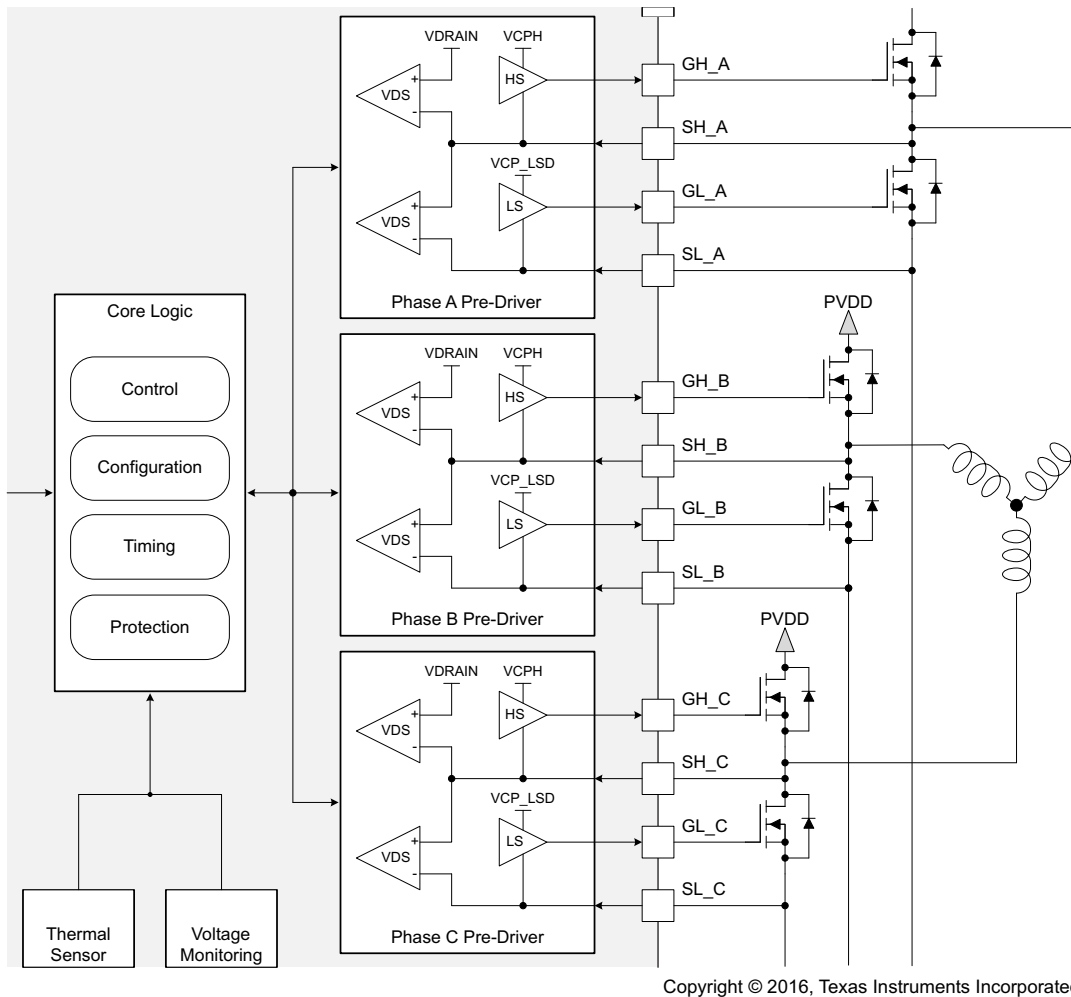 VDRAIN
VCPH
+
VDS
-
HS
GH_A
SH_A
VCP_LSD
+
VDS
-
LS
GL_A
SL_A
Phase A Pre-Driver
Core Logic
Control
Configuration
Timing
Protection
PVDD
VDRAIN
VCPH
+
VDS
-
HS
GH_B
SH_B
VCP_LSD
+
VDS
-
LS
GL_B
SL_B
Phase B Pre-Driver
PVDD
VDRAIN
VCPH
+
VDS
-
HS
GH_C
SH_C
VCP_LSD
+
VDS
-
LS
GL_C
SL_C
Phase C Pre-Driver
Thermal
Sensor
Voltage
Monitoring
Copyright © 2016, Texas Instruments Incorporated